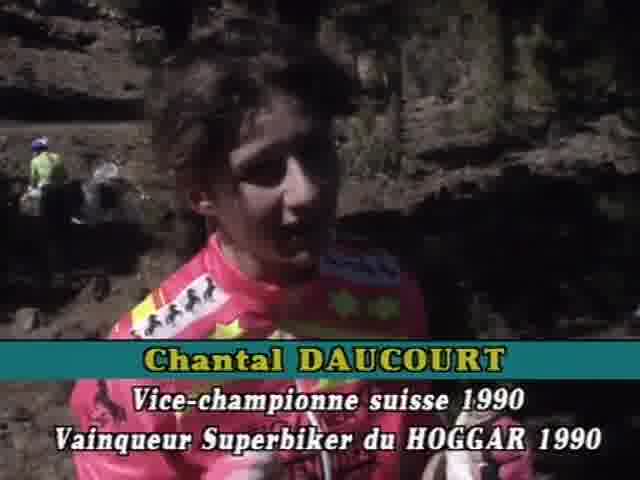 Chantal DAUCOURT
Vice-championne suisse 1990
Vainqueur Superbiker du HOGGAR 1990